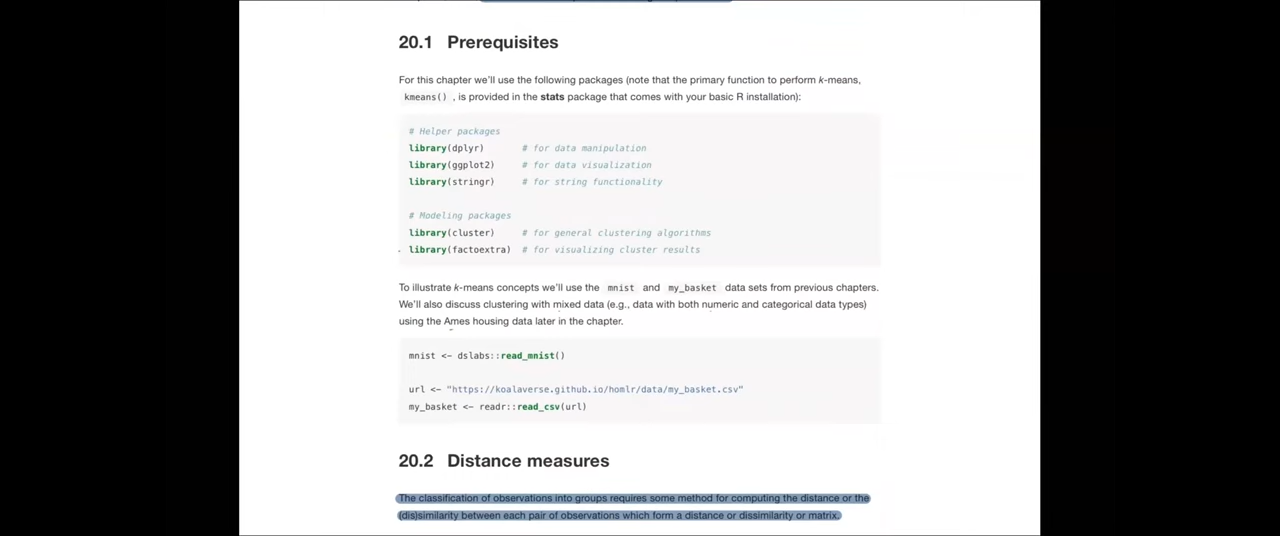 20.1 Prerequisites
For this chapter we'll use the following packages (note that the primary function to perform k-means,
kmeans() , is provided in the stats package that comes with your basic R installation):
# Helper packages
library(dplyr) # for data manipulation
library(ggplot2) # for data visualization
library(stringr) # for string functionality
# Modeling packages
library(cluster) # for general clustering algorithms
library(factoextra) # for visualizing cluster results
To illustrate k-means concepts we'll use the mnist and my_basket data sets from previous chapters.
We'll also discuss clustering with mixed data (e.g., data with both numeric and categorical data types)
using the Ames housing data later in the chapter.
mnist <- dslabs::read_mnist()
url <- "https://koalaverse.github.io/homlr/data/my_basket.csv"
my_basket <- readr::read_csv(url)
20.2 Distance measures
The classification of observations into groups requires some method for computing the distance or the
(dis)similarity between each pair of observations which form a distance or dissimilarity or matrix.